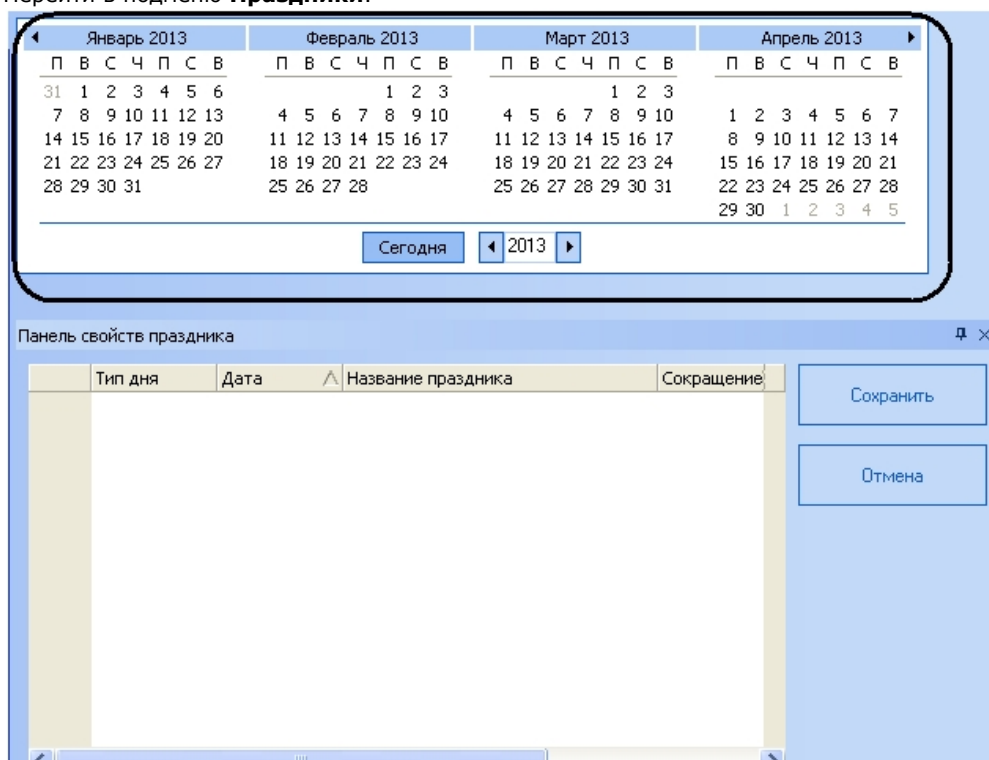 Перейти в подменю Праздники.
Январь 2013 Февраль 2013 Март 2013 Апрель 2013
П В С Ч П С В П В С Ч П С В П В С Ч П С В П В С Ч П С В
31 1 2 3 4 5 6 1 2 3 1 2 3
7 8 9 10 11 12 13 4 5 6 7 8 9 10 4 5 6 7 8 9 10 1 2 3 4 5 6 7
14 15 16 17 18 19 20 11 12 13 14 15 16 17 11 12 13 14 15 16 17 8 9 10 11 12 13 14
21 22 23 24 25 26 27 18 19 20 21 22 23 24 18 19 20 21 22 23 24 15 16 17 18 19 20 21
28 29 30 31 25 26 27 28 25 26 27 28 29 30 31 22 23 24 25 26 27 28
29 30 1 2 3 4 5
Сегодня 2013
Панель свойств праздника
Тип дня Дата Название праздника Сокращение
Сохранить
Отмена